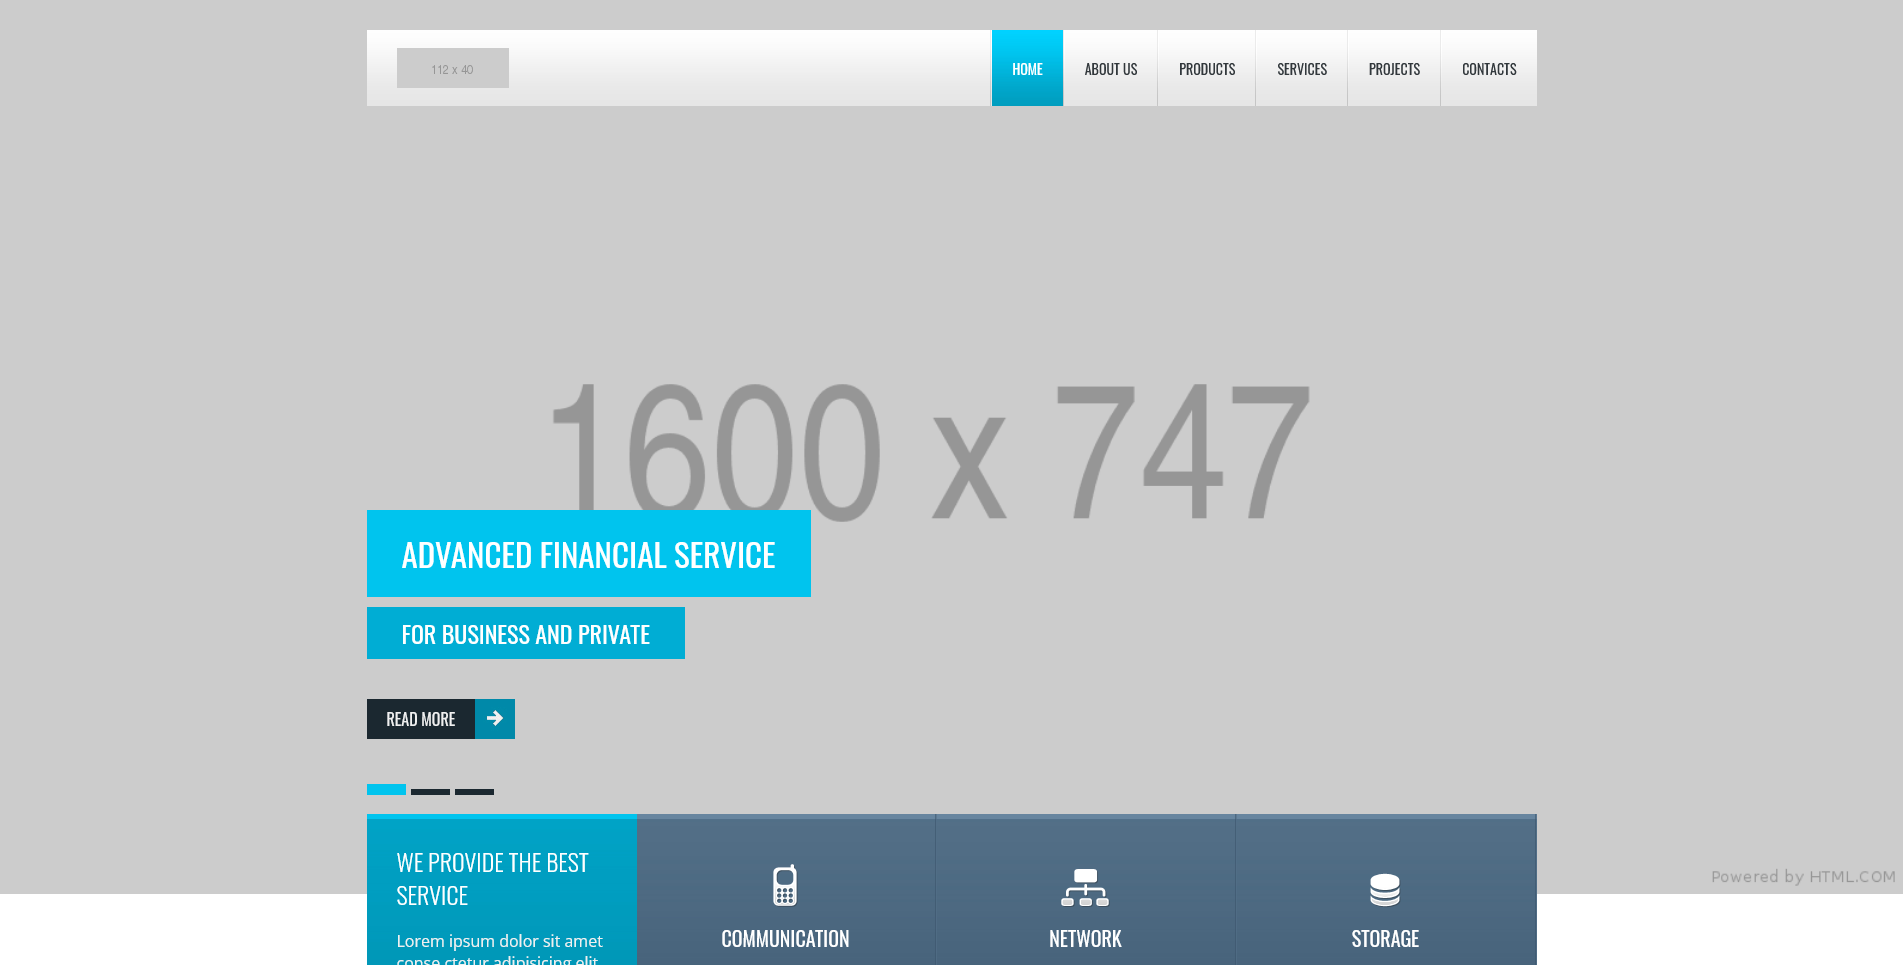 112 x 40
HOME
ABOUT US
PRODUCTS
SERVICES
PROJECTS
CONTACTS
1600 x 747
ADVANCED FINANCIAL SERVICE
FOR BUSINESS AND PRIVATE
READ MORE
Powered by HTML.COM
WE PROVIDE THE BEST
SERVICE
Lorem ipsum dolor sit amet
conse ctetur adipisicing elit
COMMUNICATION
NETWORK
STORAGE